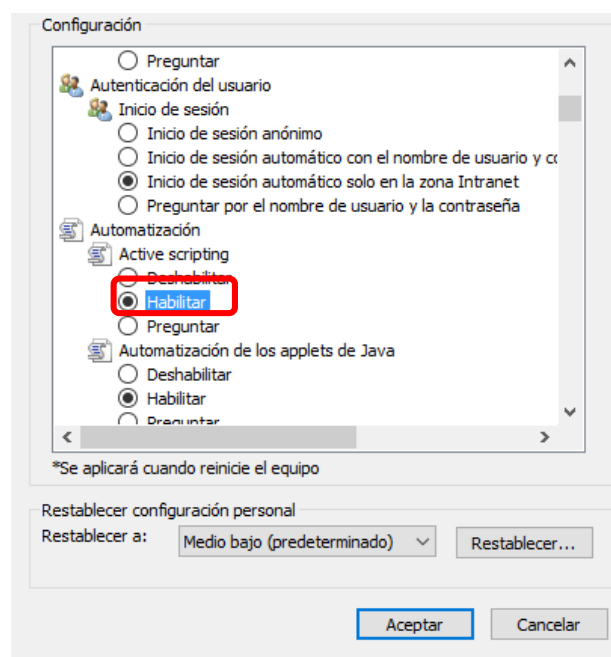 Configuración
Preguntar
Autenticación del usuario
Inicio de sesión
Inicio de sesión anónimo
Inicio de sesión automático con el nombre de usuario y co
Inicio de sesión automático solo en la zona Intranet
Preguntar por el nombre de usuario y la contraseña
Automatización
Active scripting
Deshabilitar
Habilitar
Preguntar
Automatización de los applets de Java
Deshabilitar
Habilitar
Preguntar
*Se aplicará cuando reinicie el equipo
Restablecer configuración personal
Restablecer a: Medio bajo (predeterminado) Restablecer...
Aceptar Cancelar